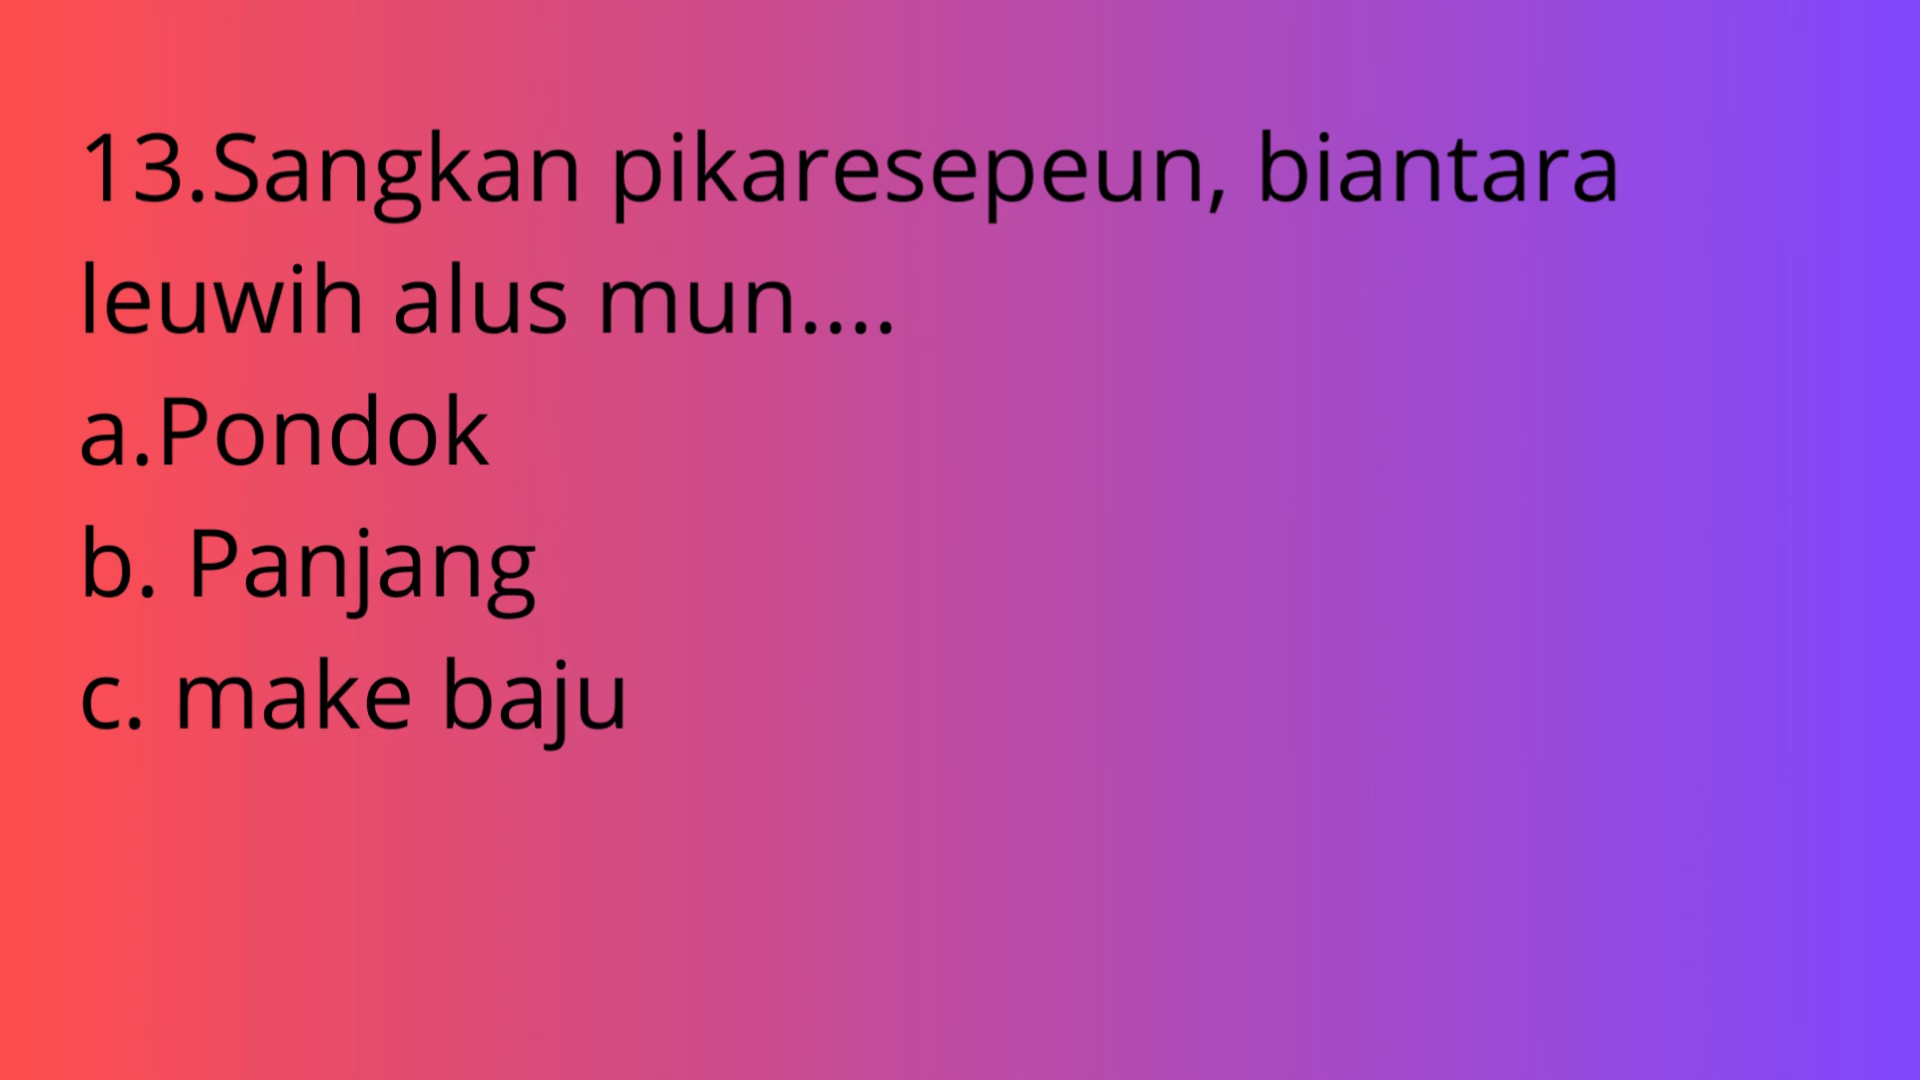 13.Sangkan pikaresepeun, biantara
leuwih alus mun....
a.Pondok
b. Panjang
c. make baju